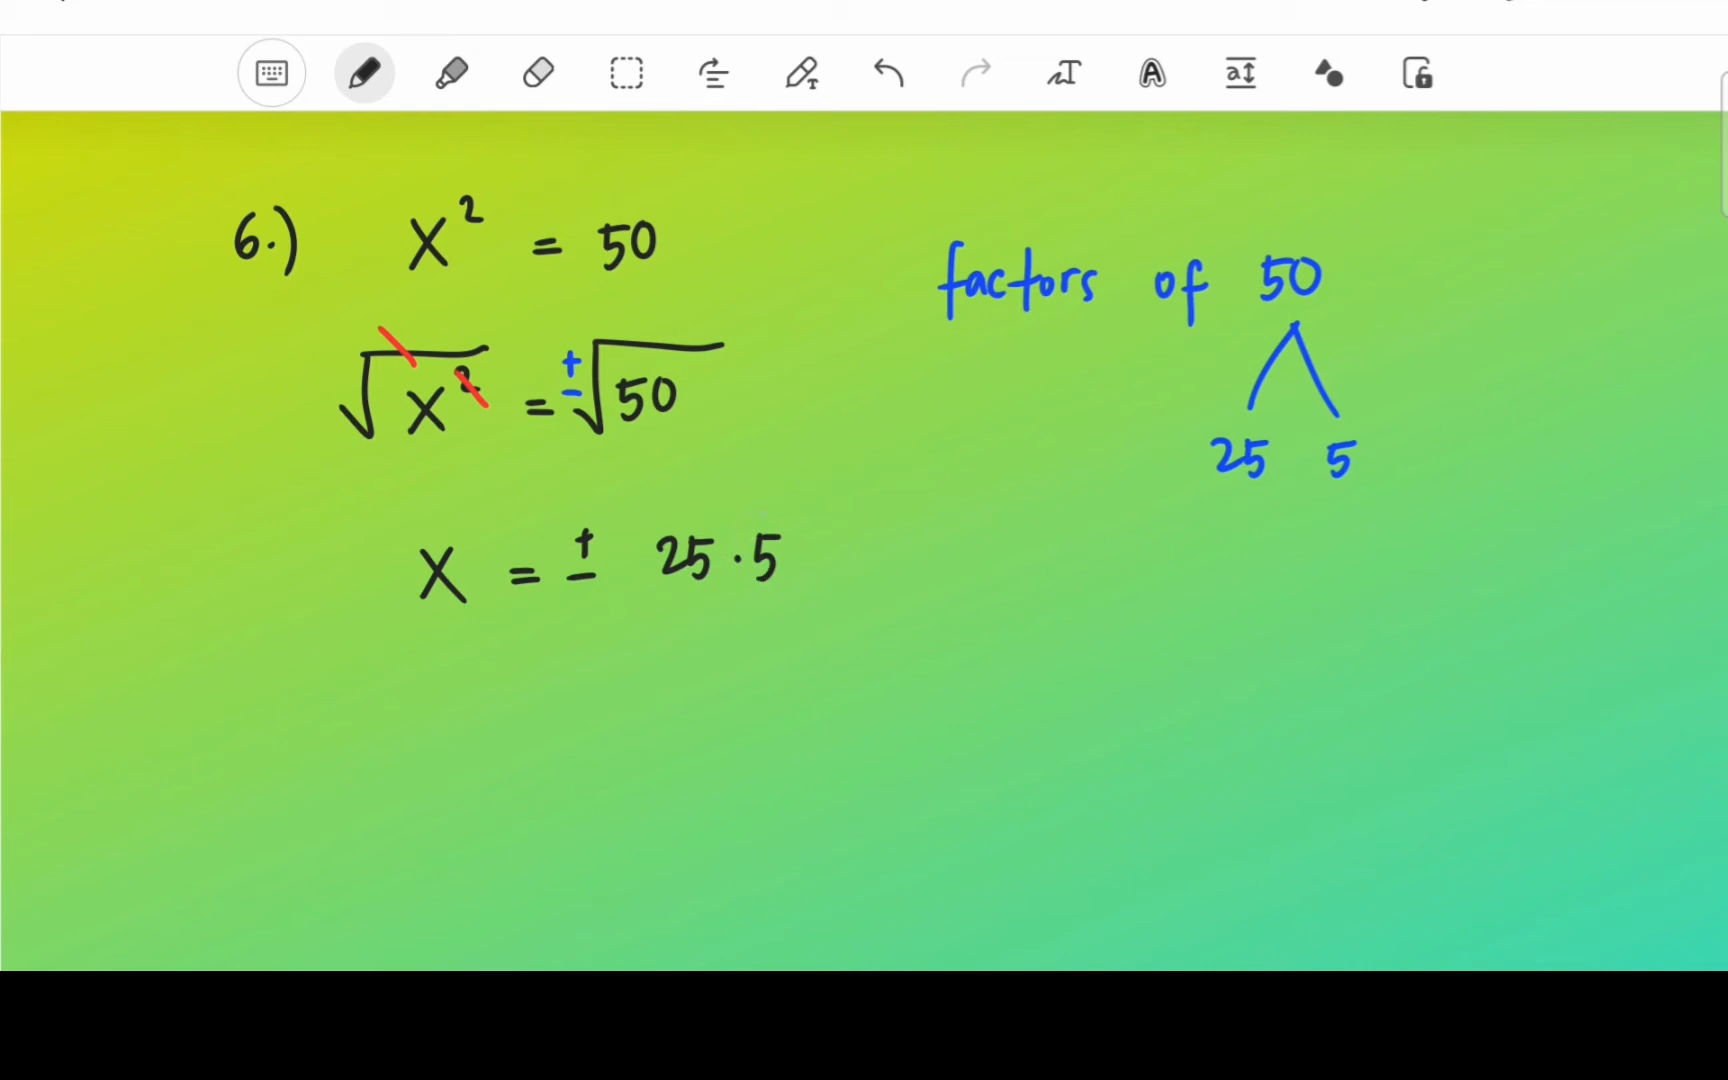 6.) x² = 50
√x² = ±√50
x = ± 25 · 5
factors of 50
25 5